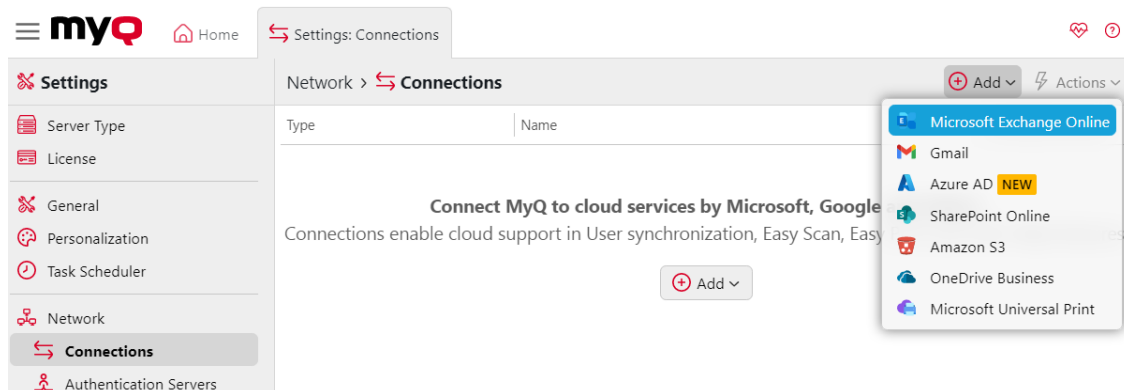 myQ
Home
Settings: Connections
Settings
Network > Connections
Add
Actions
Server Type
License
General
Personalization
Task Scheduler
Network
Connections
Authentication Servers
Type
Name
Connect MyQ to cloud services by Microsoft, Google
Connections enable cloud support in User synchronization, Easy Scan, Easy
Add
Microsoft Exchange Online
Gmail
Azure AD NEW
SharePoint Online
Amazon S3
OneDrive Business
Microsoft Universal Print